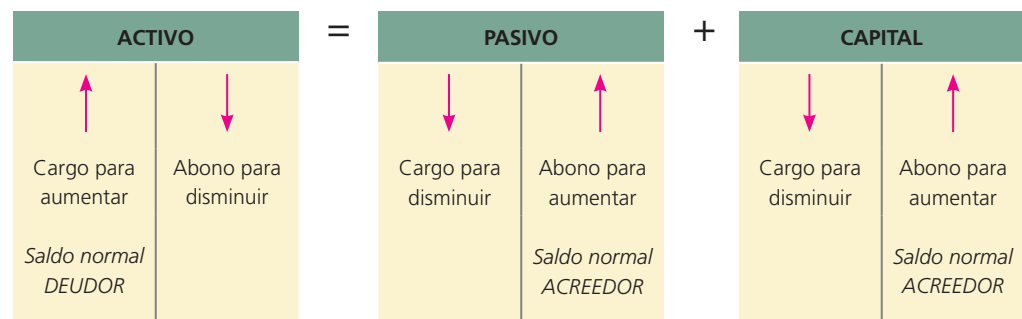 ACTIVO
=
PASIVO
+
CAPITAL
Cargo para
aumentar
Saldo normal
DEUDOR
Abono para
disminuir
Cargo para
disminuir
Abono para
aumentar
Saldo normal
ACREEDOR
Cargo para
disminuir
Abono para
aumentar
Saldo normal
ACREEDOR